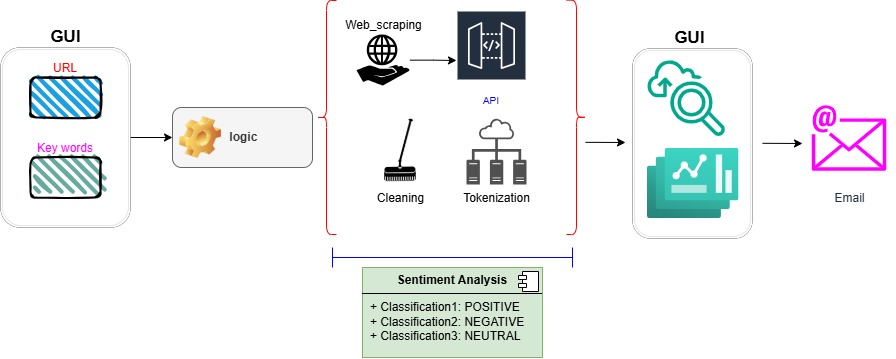 GUI
URL
Key words
logic
Web_scraping
</>
API
Cleaning
Tokenization
GUI
@
Email
Sentiment Analysis
+ Classification1: POSITIVE
+ Classification2: NEGATIVE
+ Classification3: NEUTRAL